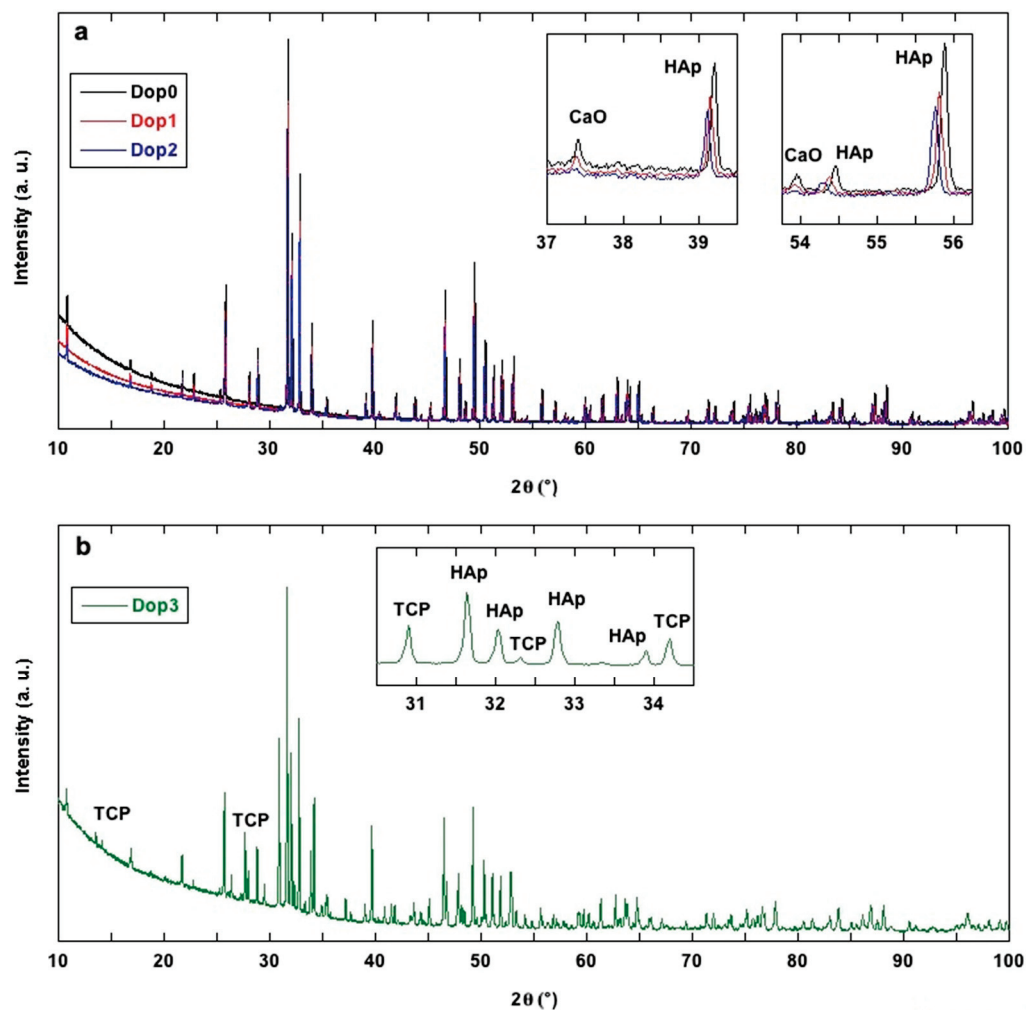 a
Dop0
Dop1
Dop2
Intensity (a. u.)
HAp
CaO
37 38 39
HAp
CaO HAp
54 55 56
10 20 30 40 50 60 70 80 90 100
2θ (°)
b
Dop3
Intensity (a. u.)
HAp
TCP HAp HAp TCP
TCP HAp
31 32 33 34
TCP TCP
10 20 30 40 50 60 70 80 90 100
2θ (°)